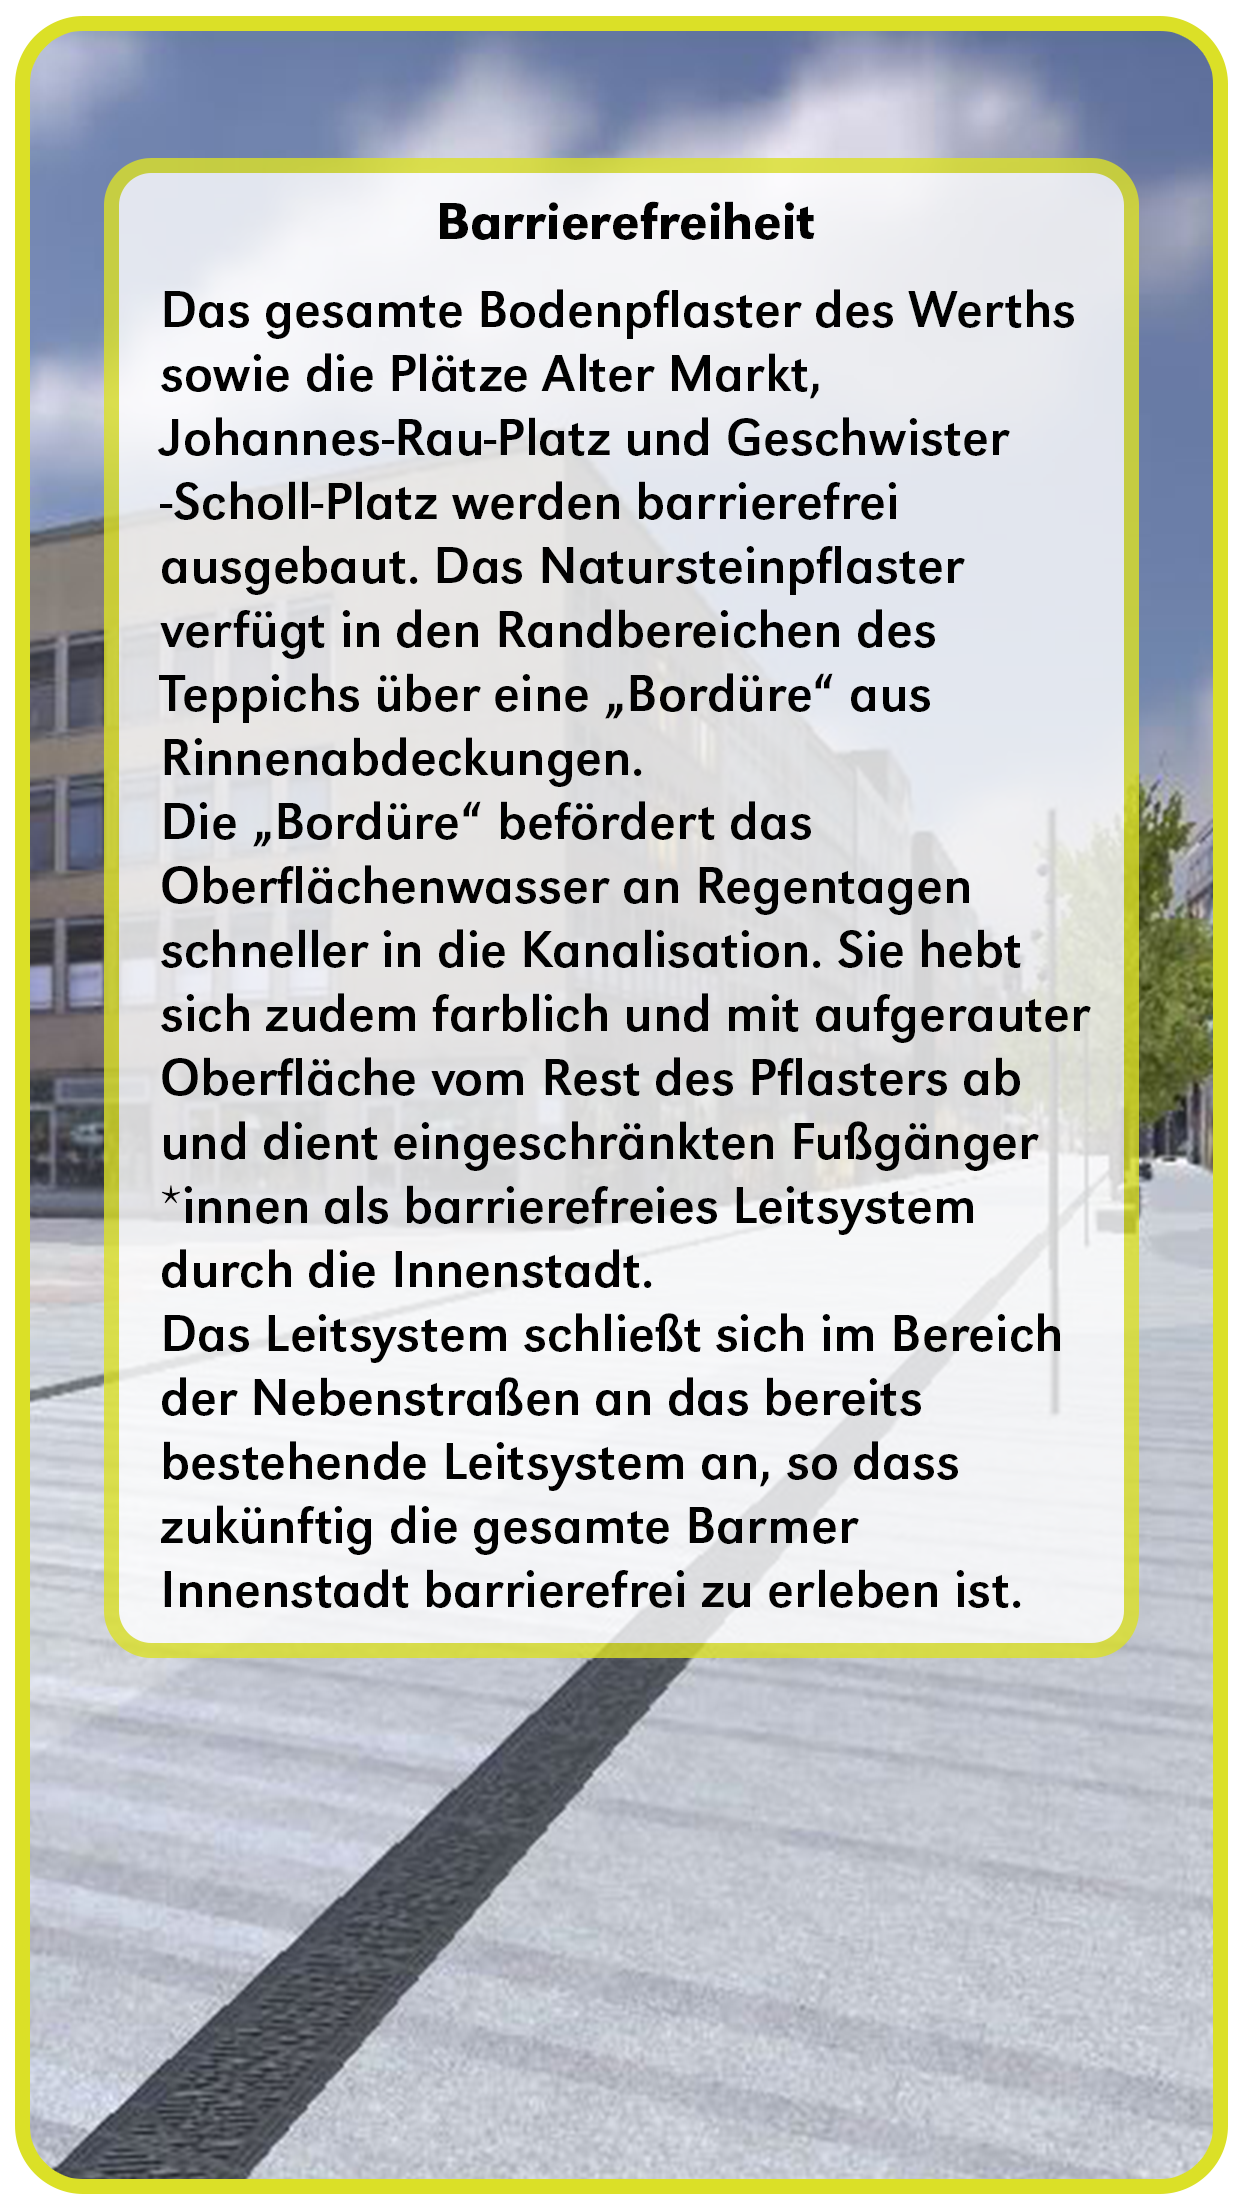 Barrierefreiheit
Das gesamte Bodenpflaster des Werths
sowie die Plätze Alter Markt,
Johannes-Rau-Platz und Geschwister
-Scholl-Platz werden barrierefrei
ausgebaut. Das Natursteinpflaster
verfügt in den Randbereichen des
Teppichs über eine „Bordüre“ aus
Rinnenabdeckungen.
Die „Bordüre“ befördert das
Oberflächenwasser an Regentagen
schneller in die Kanalisation. Sie hebt
sich zudem farblich und mit aufgerauter
Oberfläche vom Rest des Pflasters ab
und dient eingeschränkten Fußgänger
*innen als barrierefreies Leitsystem
durch die Innenstadt.
Das Leitsystem schließt sich im Bereich
der Nebenstraßen an das bereits
bestehende Leitsystem an, so dass
zukünftig die gesamte Barmer
Innenstadt barrierefrei zu erleben ist.